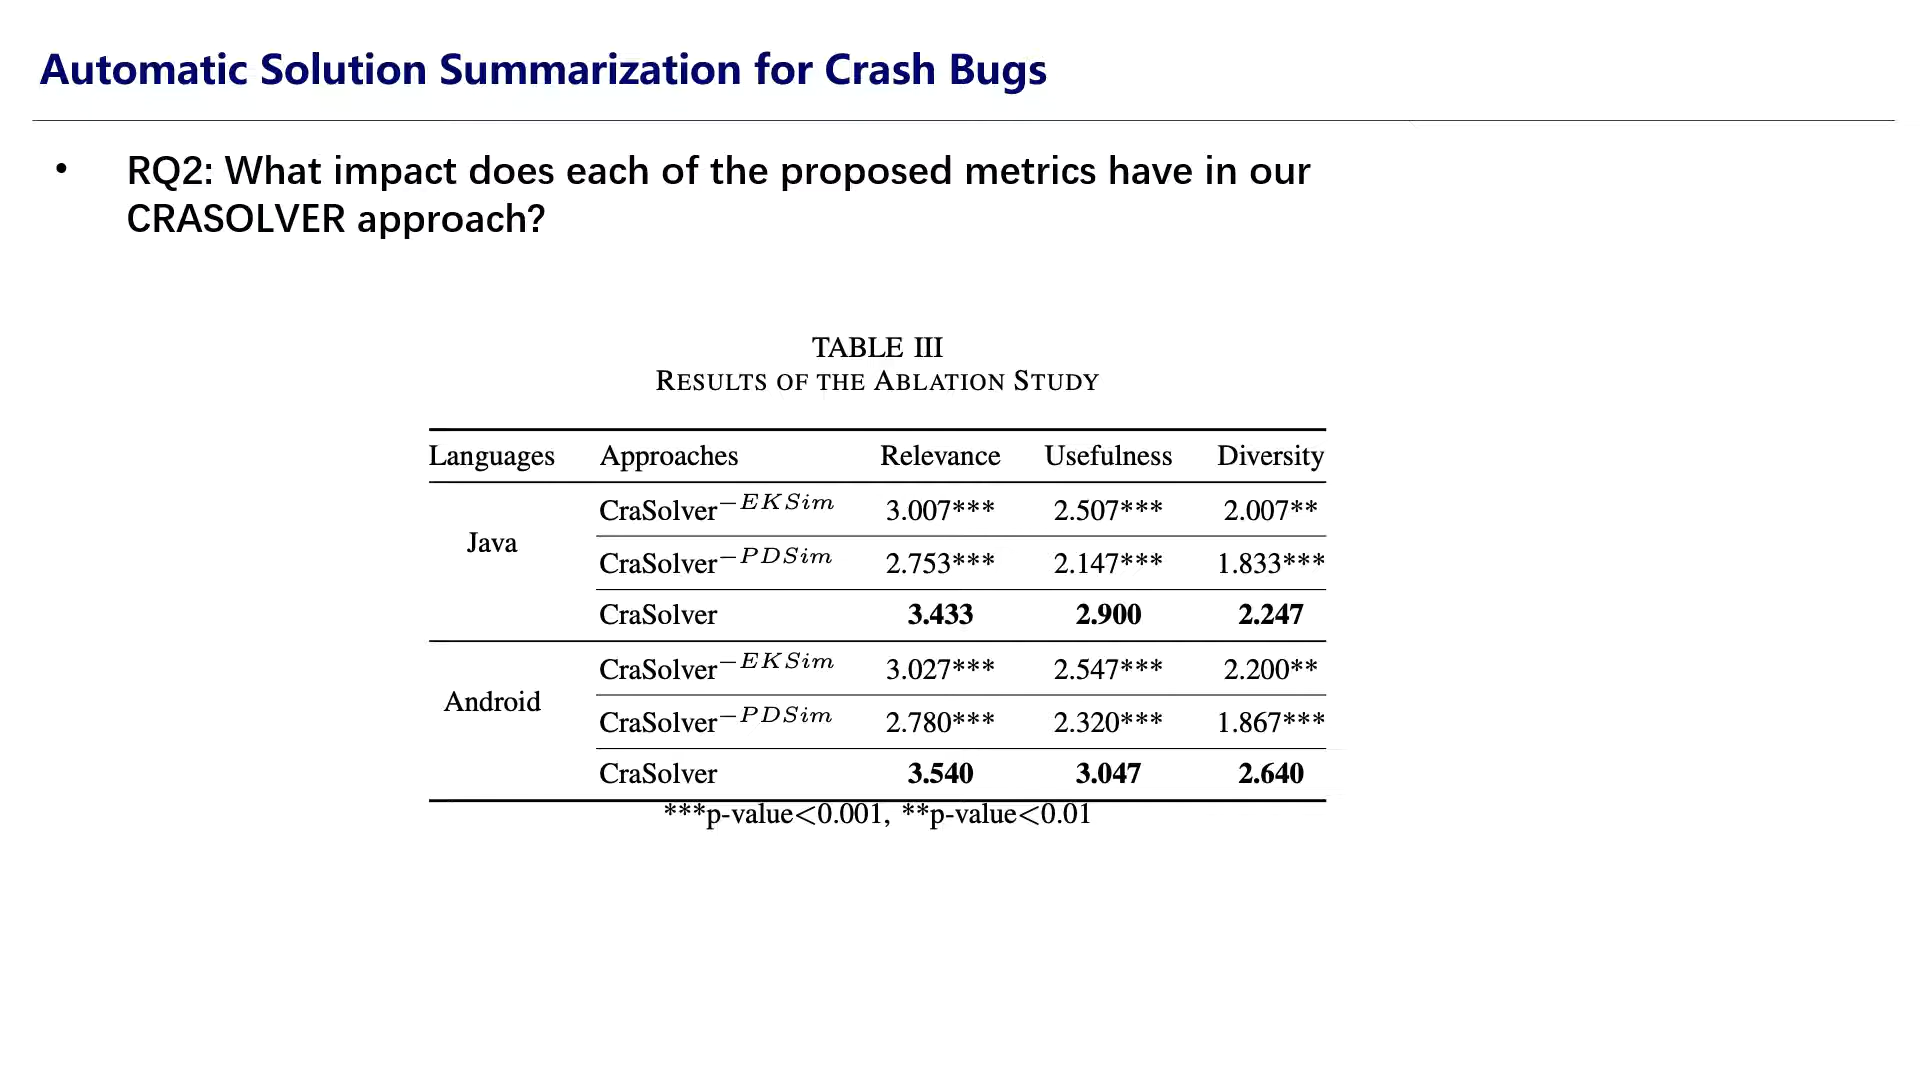 Automatic Solution Summarization for Crash Bugs
• RQ2: What impact does each of the proposed metrics have in our
CRASOLVER approach?
TABLE III
RESULTS OF THE ABLATION STUDY
Languages Approaches Relevance Usefulness Diversity
Java
CraSolver−EKSim 3.007*** 2.507*** 2.007**
CraSolver−PDSim 2.753*** 2.147*** 1.833***
CraSolver 3.433 2.900 2.247
Android
CraSolver−EKSim 3.027*** 2.547*** 2.200**
CraSolver−PDSim 2.780*** 2.320*** 1.867***
CraSolver 3.540 3.047 2.640
***p-value<0.001, **p-value<0.01